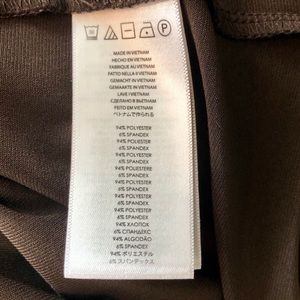 MADE IN VIETNAM
HECHO EN VIETNAM
FABRIQUE AU VIETNAM
FATTO NELLA IL VIETNAM
GEMACHT IN VIETNAM
GEMAAKTE IN VIETNAM
LAVE I VIETNAM
СДЕЛАНО В ВЬЕТНАМ
FEITO EM VIETNAM
ベトナムで作られる
94% POLYESTER
6% SPANDEX
94% POLIESTER
6% SPANDEX
94% POLYESTER
6% SPANDEX
94% POLIESTERE
6% SPANDEX
94% POLYESTER
6% SPANDEX
94% POLYESTER
6% SPANDEX
94% POLYESTER
6% SPANDEX
94% ХЛОПОК
6% СПАНДЕКС
94% ALGODÃO
6% SPANDEX
94% ポリエステル
6% スパンデックス